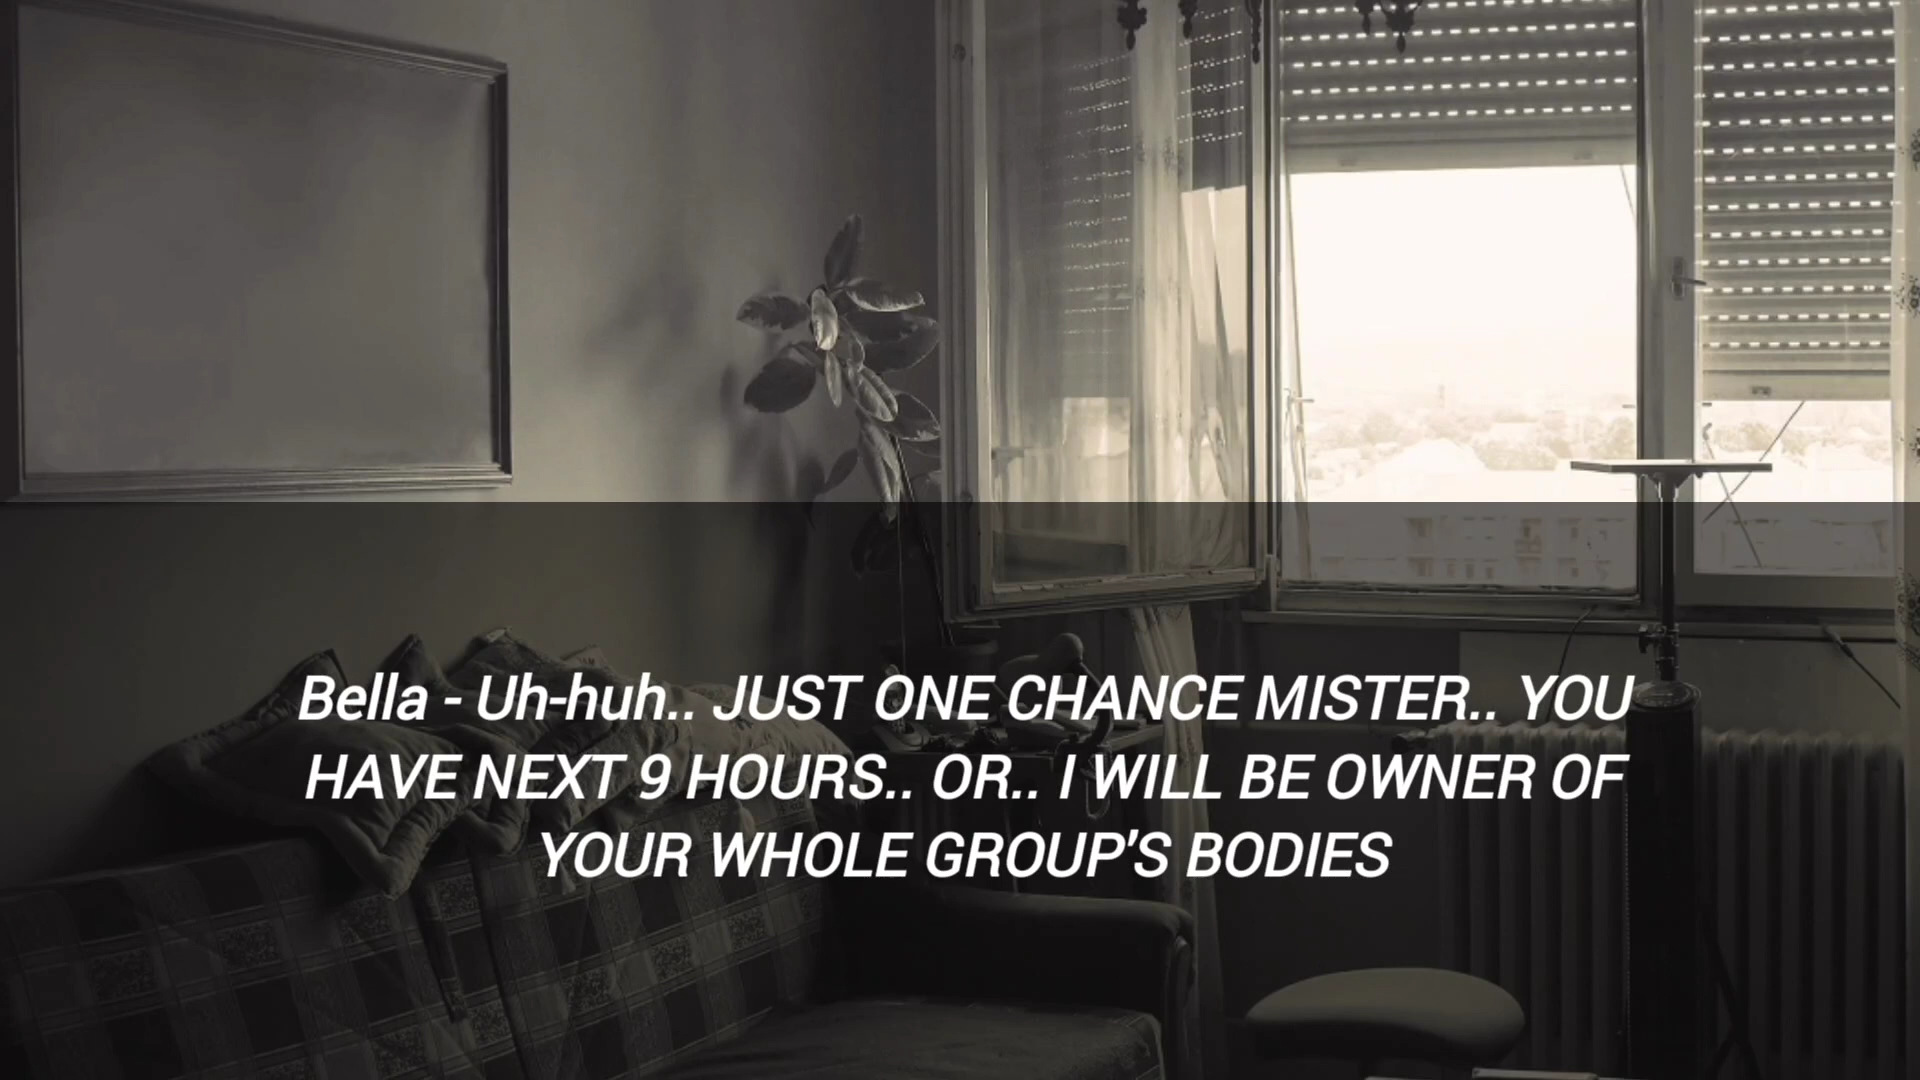 Bella - Uh-huh.. JUST ONE CHANCE MISTER.. YOU
HAVE NEXT 9 HOURS.. OR.. I WILL BE OWNER OF
YOUR WHOLE GROUP'S BODIES